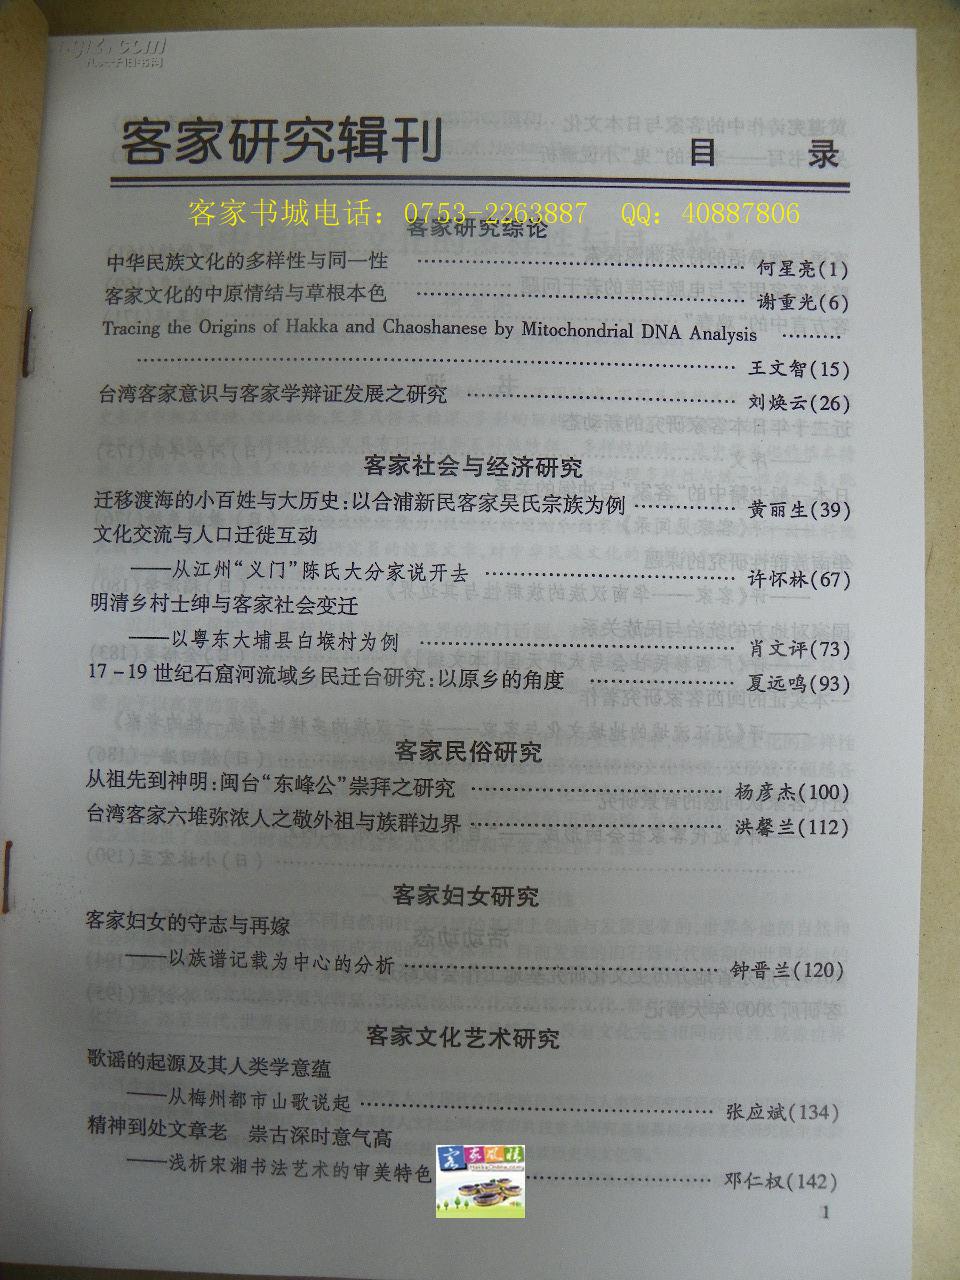 客家研究辑刊 目 录
客家书城电话：0753-2263887 QQ：40887806
客家研究综论
中华民族文化的多样性与同一性 …… 何星亮(1)
客家文化的中原情结与草根本色 …… 谢重光(6)
Tracing the Origins of Hakka and Chaoshanese by Mitochondrial DNA Analysis ……
…… 王文智(15)
台湾客家意识与客家学辩证发展之研究 …… 刘焕云(26)
客家社会与经济研究
迁移渡海的小百姓与大历史：以合浦新民客家吴氏宗族为例 …… 黄丽生(39)
文化交流与人口迁徙互动
——从江州“义门”陈氏大分家说开去 …… 许怀林(67)
明清乡村士绅与客家社会变迁
——以粤东大埔县白堠村为例 …… 肖文评(73)
17－19世纪石窟河流域乡民迁台研究：以原乡的角度 …… 夏远鸣(93)
客家民俗研究
从祖先到神明：闽台“东峰公”崇拜之研究 …… 杨彦杰(100)
台湾客家六堆弥浓人之敬外祖与族群边界 …… 洪馨兰(112)
客家妇女研究
客家妇女的守志与再嫁
——以族谱记载为中心的分析 …… 钟晋兰(120)
客家文化艺术研究
歌谣的起源及其人类学意蕴
——从梅州都市山歌说起 …… 张应斌(134)
精神到处文章老 崇古深时意气高
——浅析宋湘书法艺术的审美特色 …… 邓仁权(142)
客家风情
HakkaOnline.com
1